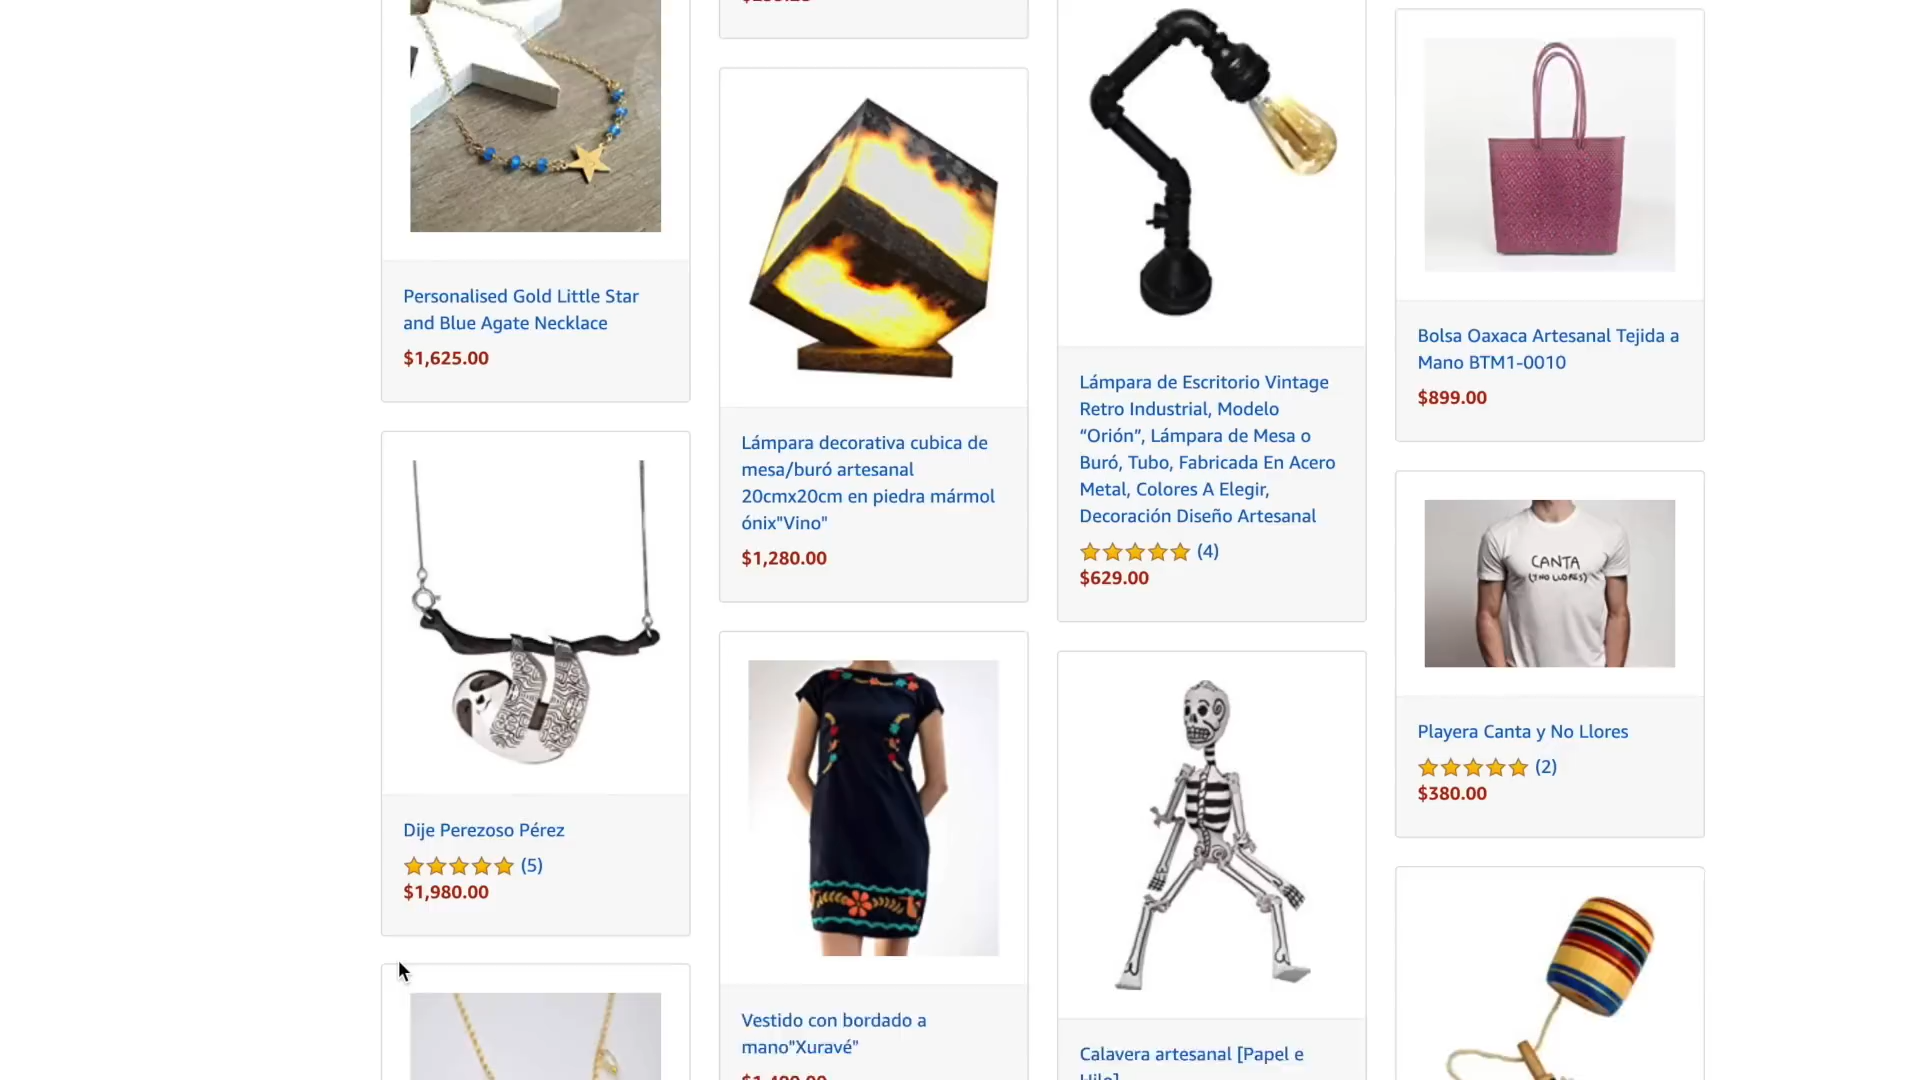 Personalised Gold Little Star
and Blue Agate Necklace
$1,625.00
Dije Perezoso Pérez
(5)
$1,980.00
Lámpara decorativa cubica de
mesa/buró artesanal
20cmx20cm en piedra mármol
ónix"Vino"
$1,280.00
Vestido con bordado a
mano"Xuravé"
Lámpara de Escritorio Vintage
Retro Industrial, Modelo
“Orión”, Lámpara de Mesa o
Buró, Tubo, Fabricada En Acero
Metal, Colores A Elegir,
Decoración Diseño Artesanal
(4)
$629.00
Calavera artesanal [Papel e
Hilo]
Bolsa Oaxaca Artesanal Tejida a
Mano BTM1-0010
$899.00
CANTA
(Y NO LLORES)
Playera Canta y No Llores
(2)
$380.00